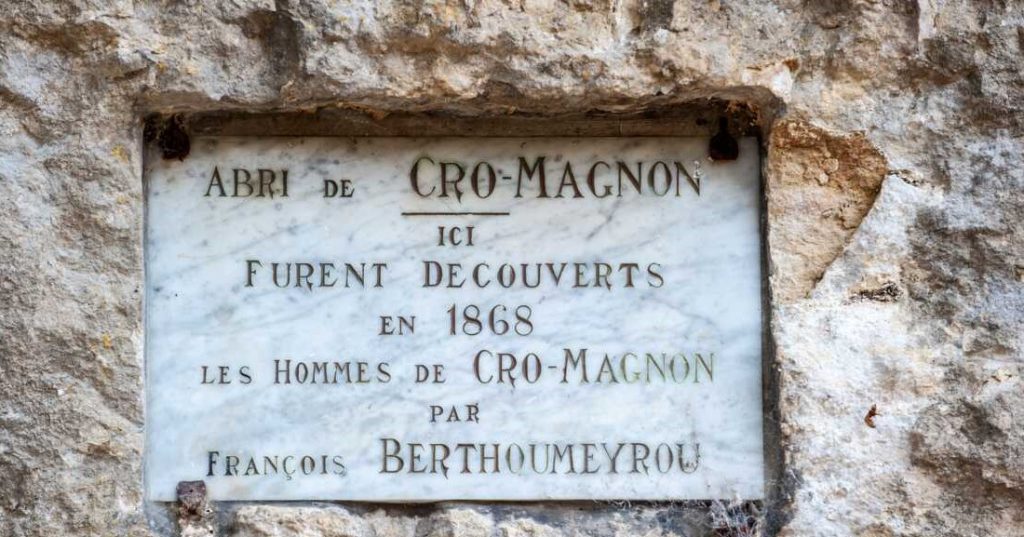 ABRI DE CRO-MAGNON
ICI
FURENT DECOUVERTS
EN 1868
LES HOMMES DE CRO-MAGNON
PAR
FRANÇOIS BERTHOUMEYROU